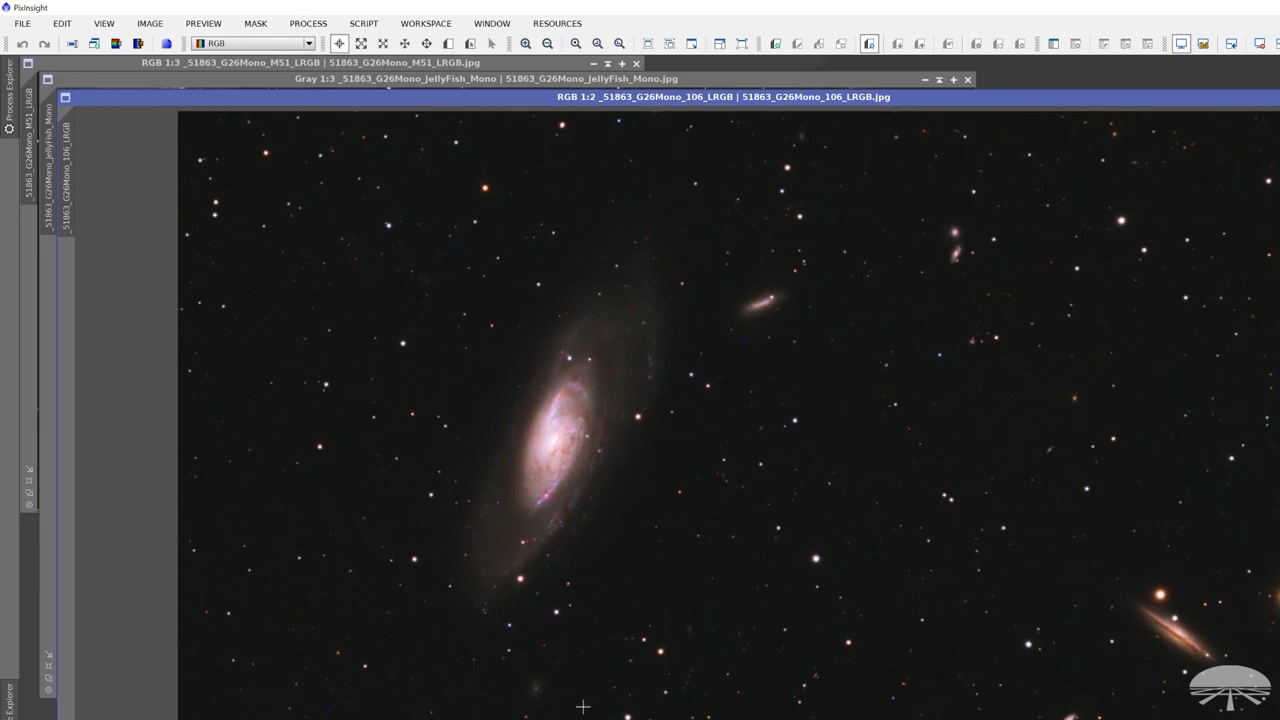 PixInsight
FILE EDIT VIEW IMAGE PREVIEW MASK PROCESS SCRIPT WORKSPACE WINDOW RESOURCES
RGB
RGB 1:3 _51863_G26Mono_M51_LRGB | 51863_G26Mono_M51_LRGB.jpg
Gray 1:3 _51863_G26Mono_JellyFish_Mono | 51863_G26Mono_JellyFish_Mono.jpg
RGB 1:2 _51863_G26Mono_106_LRGB | 51863_G26Mono_106_LRGB.jpg
Process Explorer
_51863_G26Mono_M51_LRGB
_51863_G26Mono_JellyFish_Mono
_51863_G26Mono_106_LRGB
Explorer